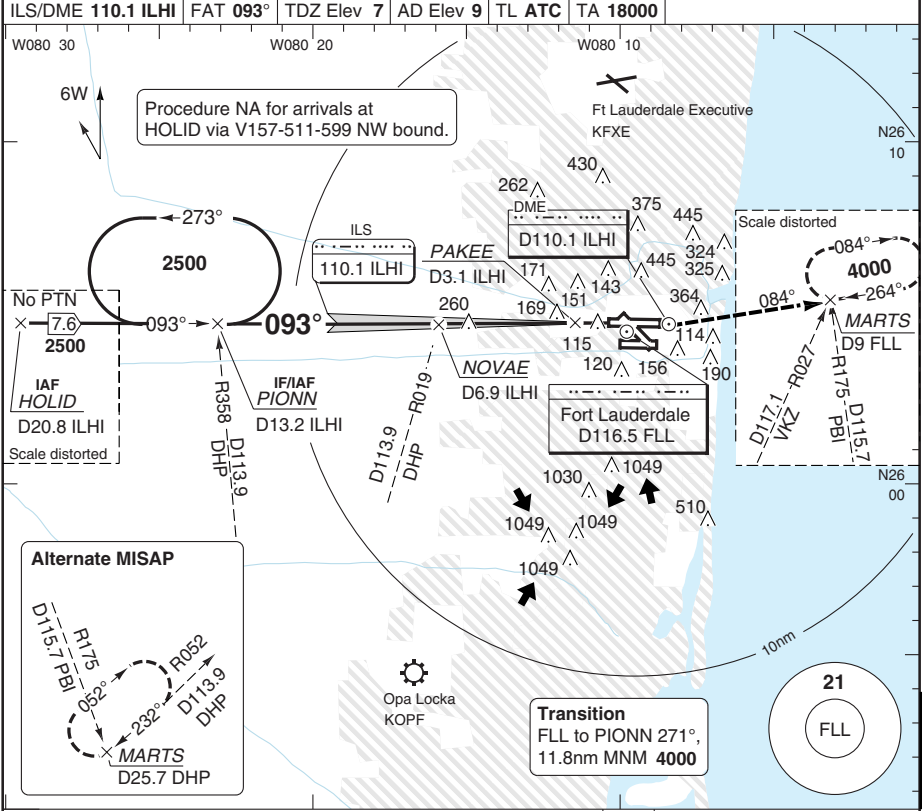 ILS/DME 110.1 ILHI FAT 093° TDZ Elev 7 AD Elev 9 TL ATC TA 18000
W080 30
W080 20
W080 10
6W
Procedure NA for arrivals at
HOLID via V157-511-599 NW bound.
Ft Lauderdale Executive
KFXE
N26
10
430
262
DME
D110.1 ILHI
375
445
324
325
445
Scale distorted
084°
4000
264°
084°
MARTS
D9 FLL
R027
D117.1
VKZ
R175
PBI
D115.7
273°
2500
ILS
110.1 ILHI
PAKEE
D3.1 ILHI
171
151
143
169
364
No PTN
7.6
2500
093°
093°
260
115
114
IAF
HOLID
D20.8 ILHI
Scale distorted
IF/IAF
PIONN
D13.2 ILHI
R358
DHP
D113.9
NOVAE
D6.9 ILHI
R019
D113.9
DHP
120
156
190
Fort Lauderdale
D116.5 FLL
N26
00
1030
1049
1049
1049
1049
510
10nm
Alternate MISAP
R175
D115.7 PBI
052°
232°
R052
D113.9
DHP
MARTS
D25.7 DHP
Opa Locka
KOPF
Transition
FLL to PIONN 271°,
11.8nm MNM 4000
21
FLL